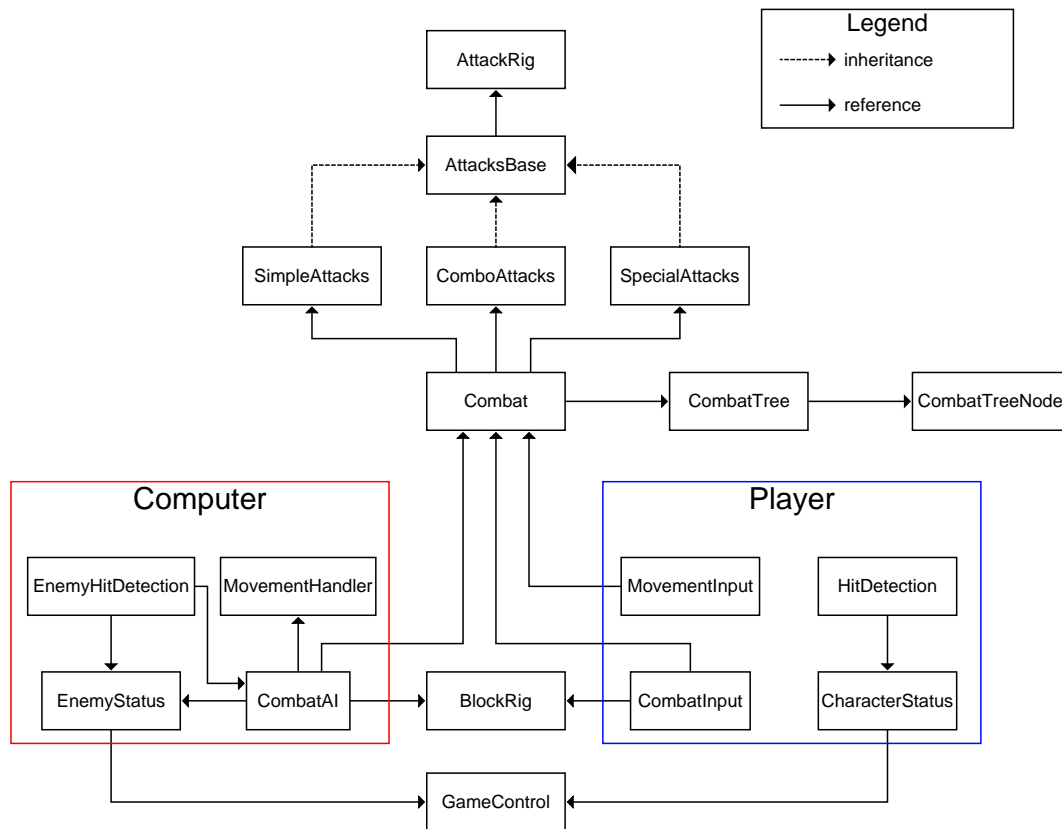 Legend
inheritance
reference
AttackRig
AttacksBase
SimpleAttacks
ComboAttacks
SpecialAttacks
Combat
CombatTree
CombatTreeNode
Computer
Player
EnemyHitDetection
MovementHandler
MovementInput
HitDetection
EnemyStatus
CombatAI
BlockRig
CombatInput
CharacterStatus
GameControl